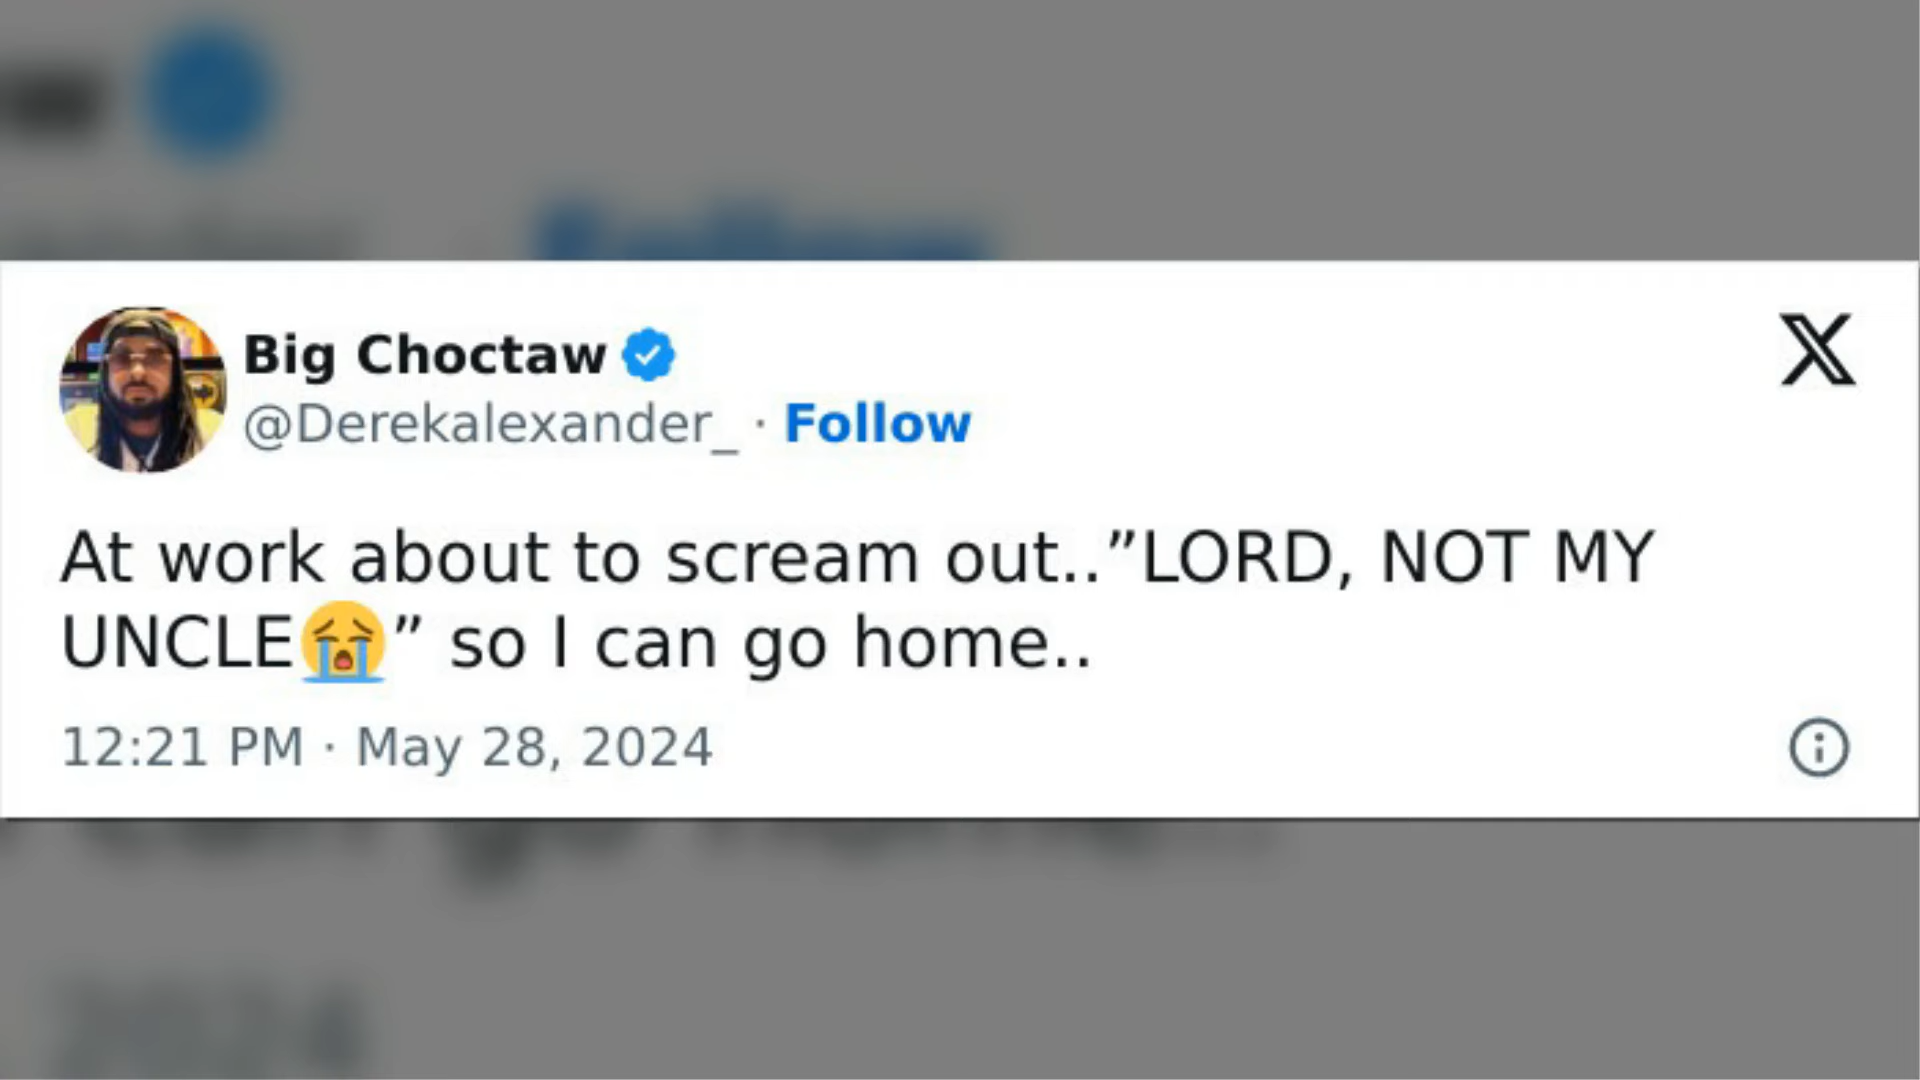 Big Choctaw
@Derekalexander_ · Follow
At work about to scream out..”LORD, NOT MY
UNCLE😭” so I can go home..
12:21 PM · May 28, 2024